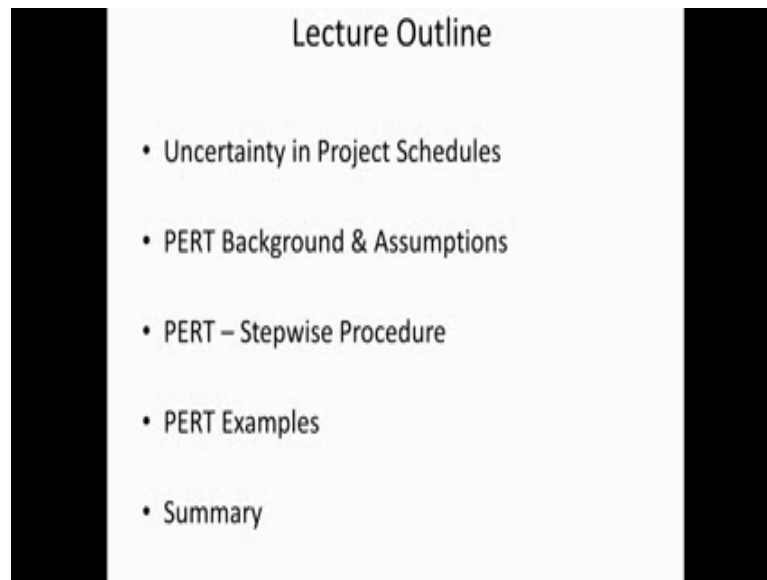 Lecture Outline
• Uncertainty in Project Schedules
• PERT Background & Assumptions
• PERT – Stepwise Procedure
• PERT Examples
• Summary